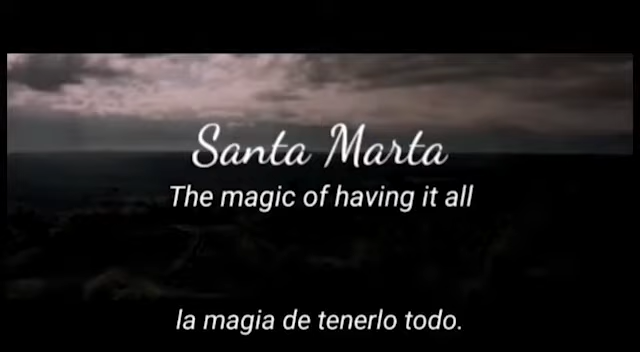 Santa Marta
The magic of having it all
la magia de tenerlo todo.